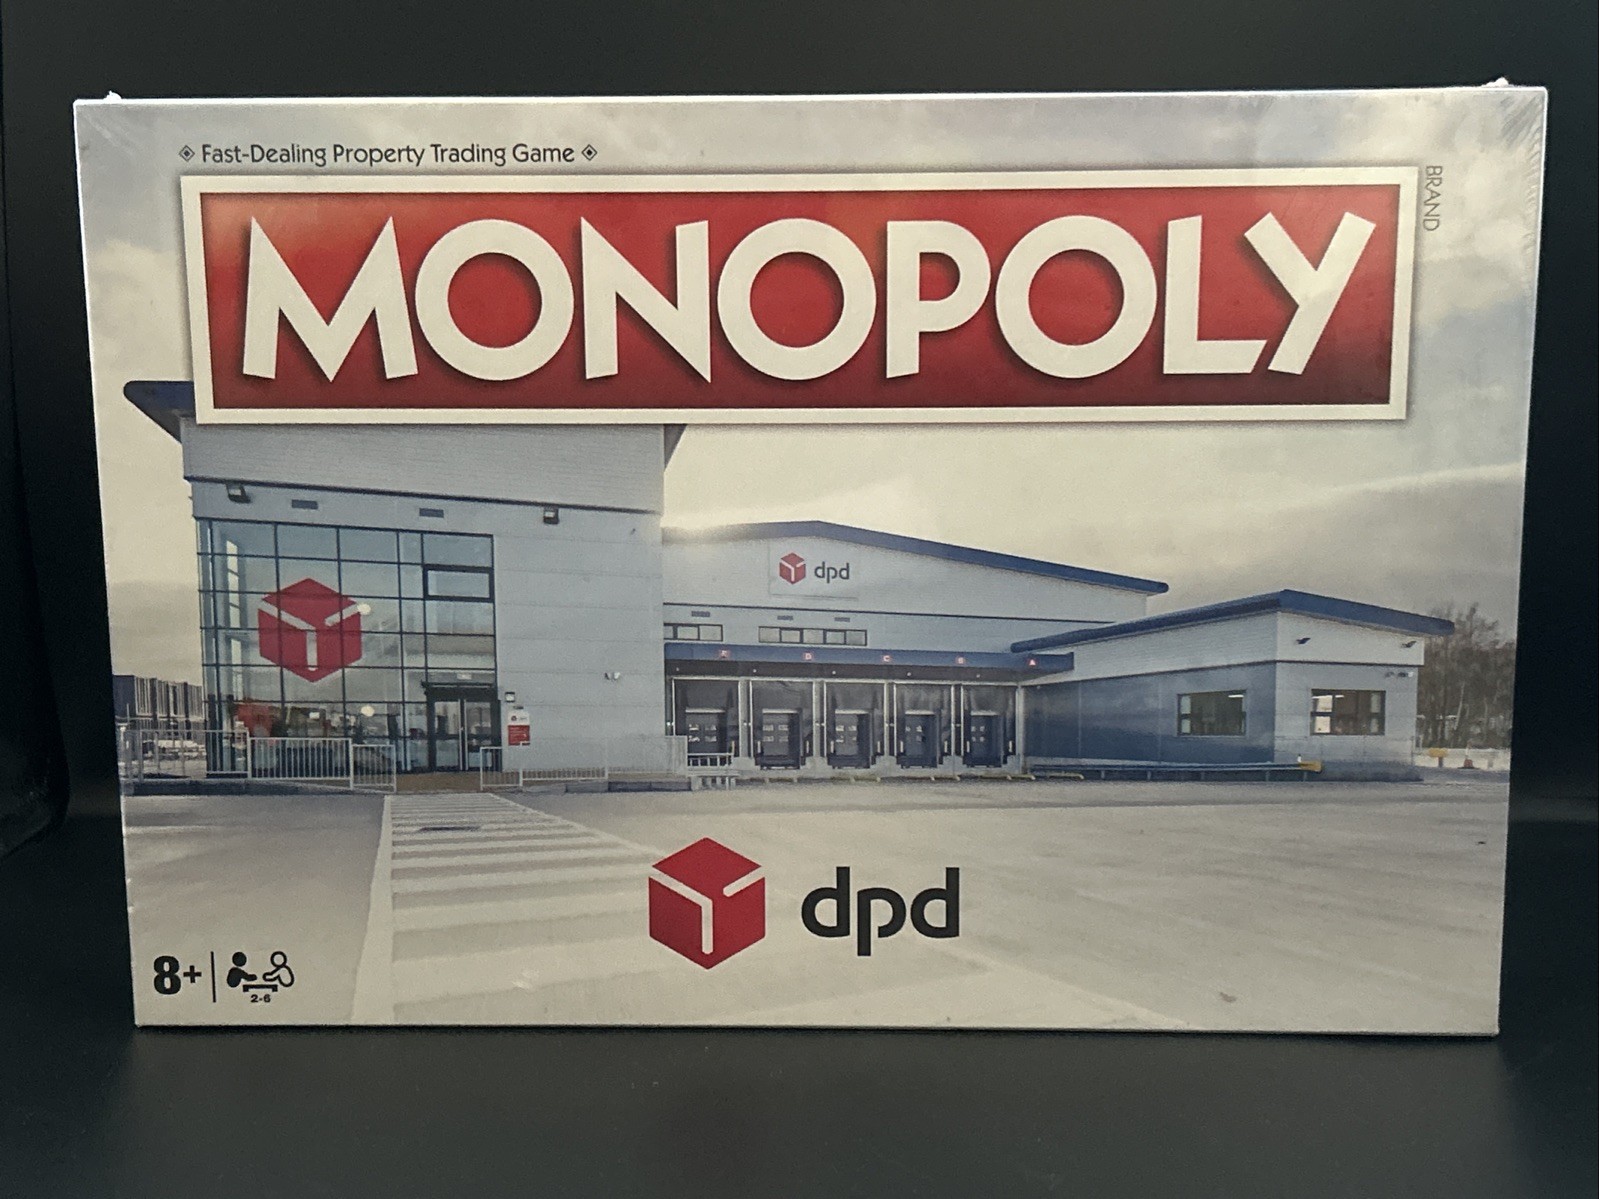 Fast-Dealing Property Trading Game
MONOPOLY
BRAND
dpd
E D C B A
dpd
8+
2-6